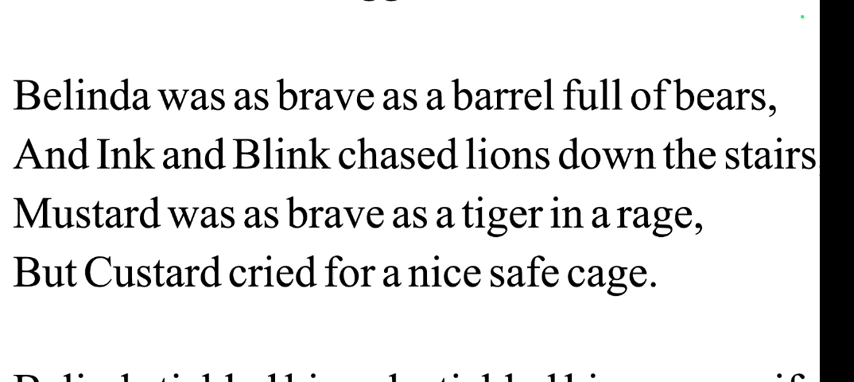 Belinda was as brave as a barrel full of bears,
And Ink and Blink chased lions down the stairs
Mustard was as brave as a tiger in a rage,
But Custard cried for a nice safe cage.